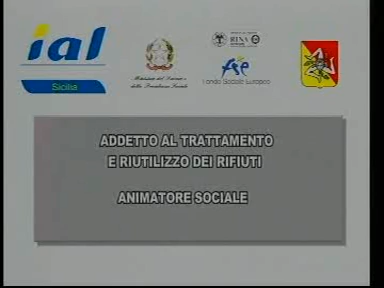 ial
Sicilia
RINA
fse
Fondo Sociale Europeo
ADDETTO AL TRATTAMENTO
E RIUTILIZZO DEI RIFIUTI
ANIMATORE SOCIALE